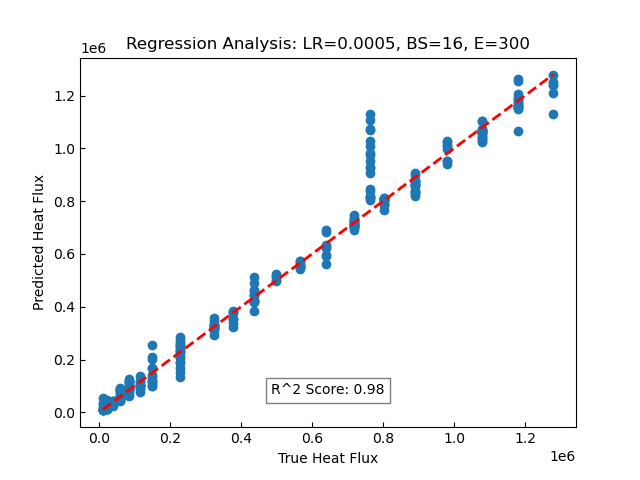 Regression Analysis: LR=0.0005, BS=16, E=300
1e6
1.2
1.0
0.8
0.6
0.4
0.2
0.0
Predicted Heat Flux
R^2 Score: 0.98
0.0 0.2 0.4 0.6 0.8 1.0 1.2
1e6
True Heat Flux